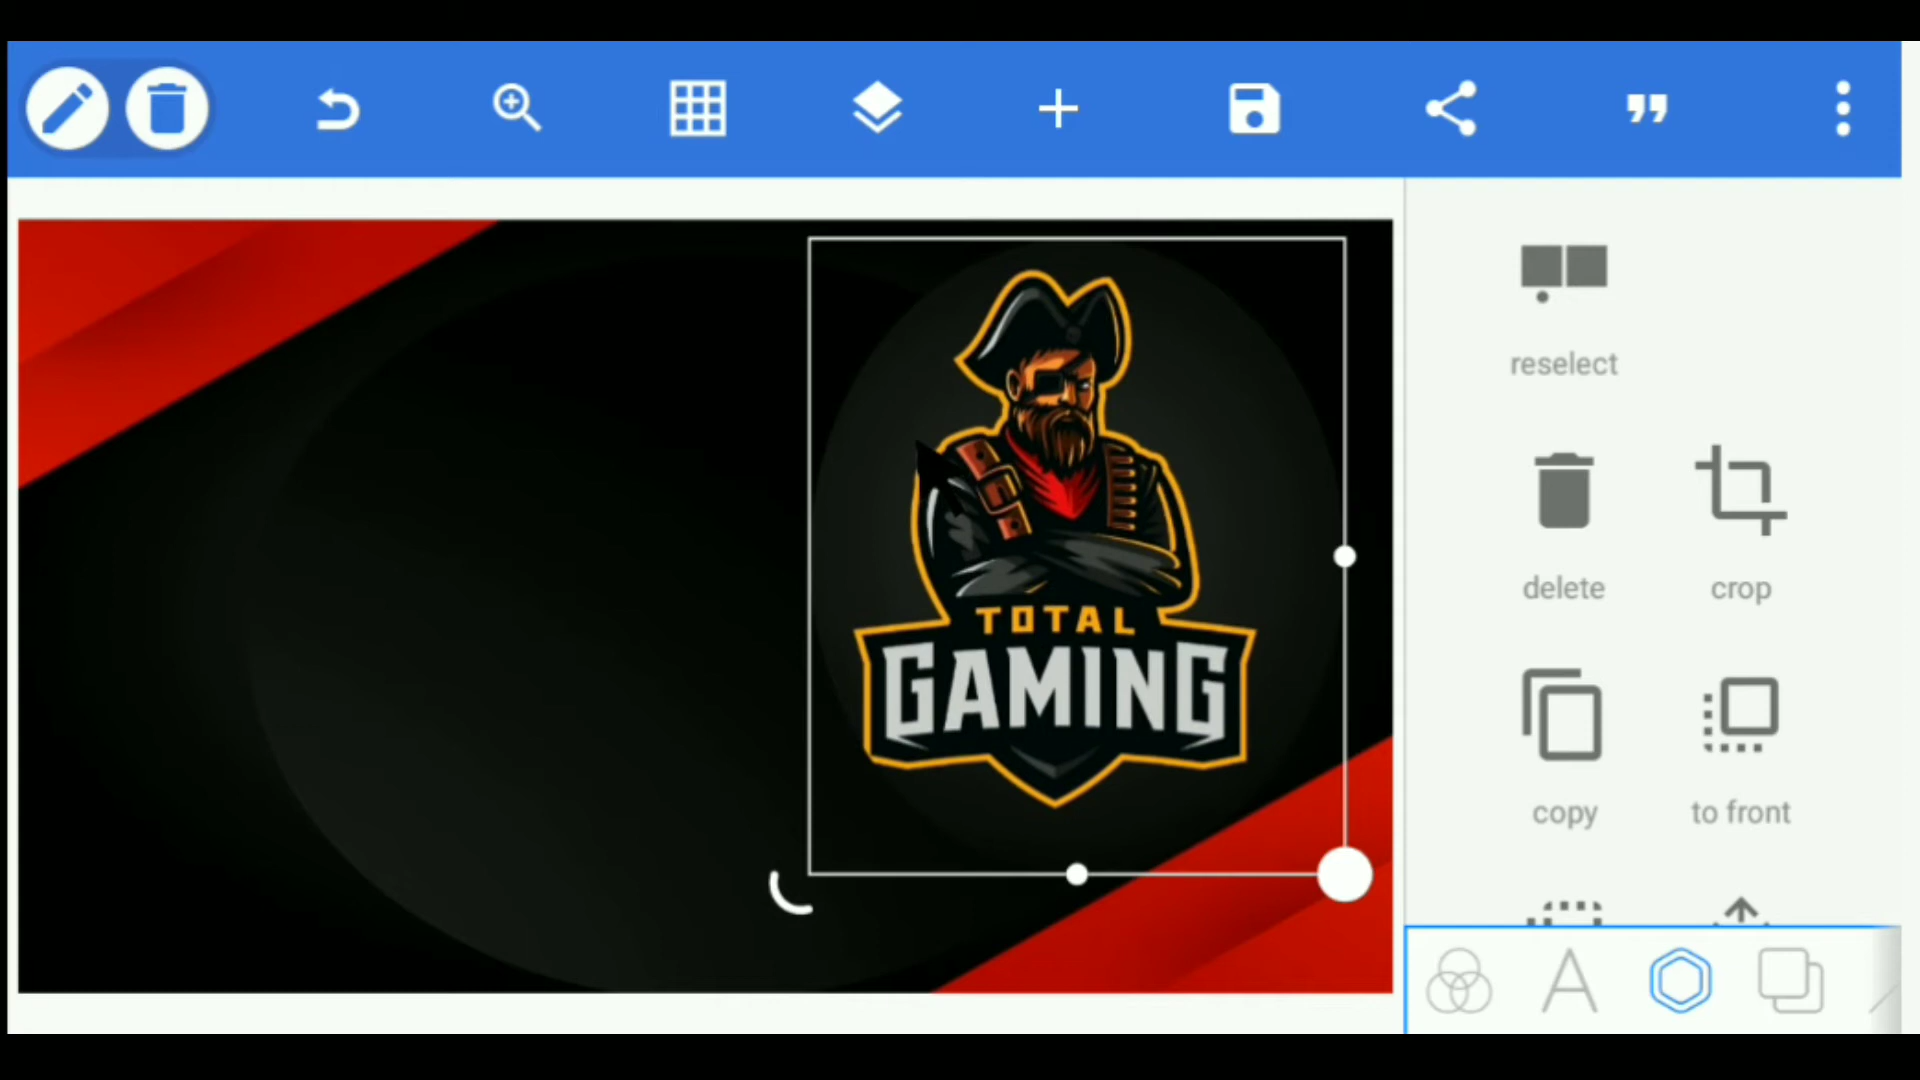 reselect
delete
crop
TOTAL
GAMING
copy
to front